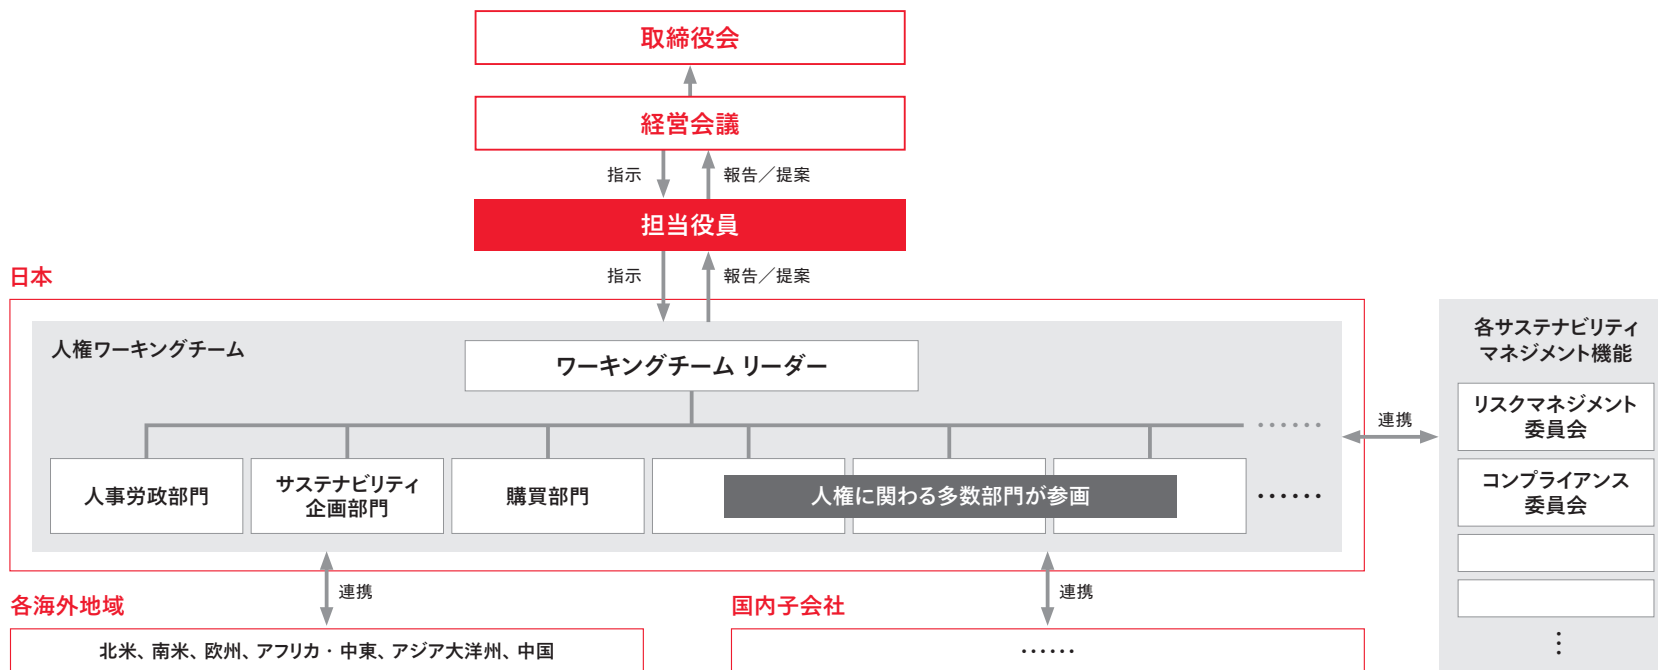 取締役会
経営会議
指示
報告／提案
担当役員
指示
報告／提案
日本
人権ワーキングチーム
ワーキングチーム リーダー
……
人事労政部門
サステナビリティ
企画部門
購買部門
人権に関わる多数部門が参画
……
連携
各サステナビリティ
マネジメント機能
リスクマネジメント
委員会
コンプライアンス
委員会
⋮
連携
連携
各海外地域
北米、南米、欧州、アフリカ・中東、アジア大洋州、中国
国内子会社
……